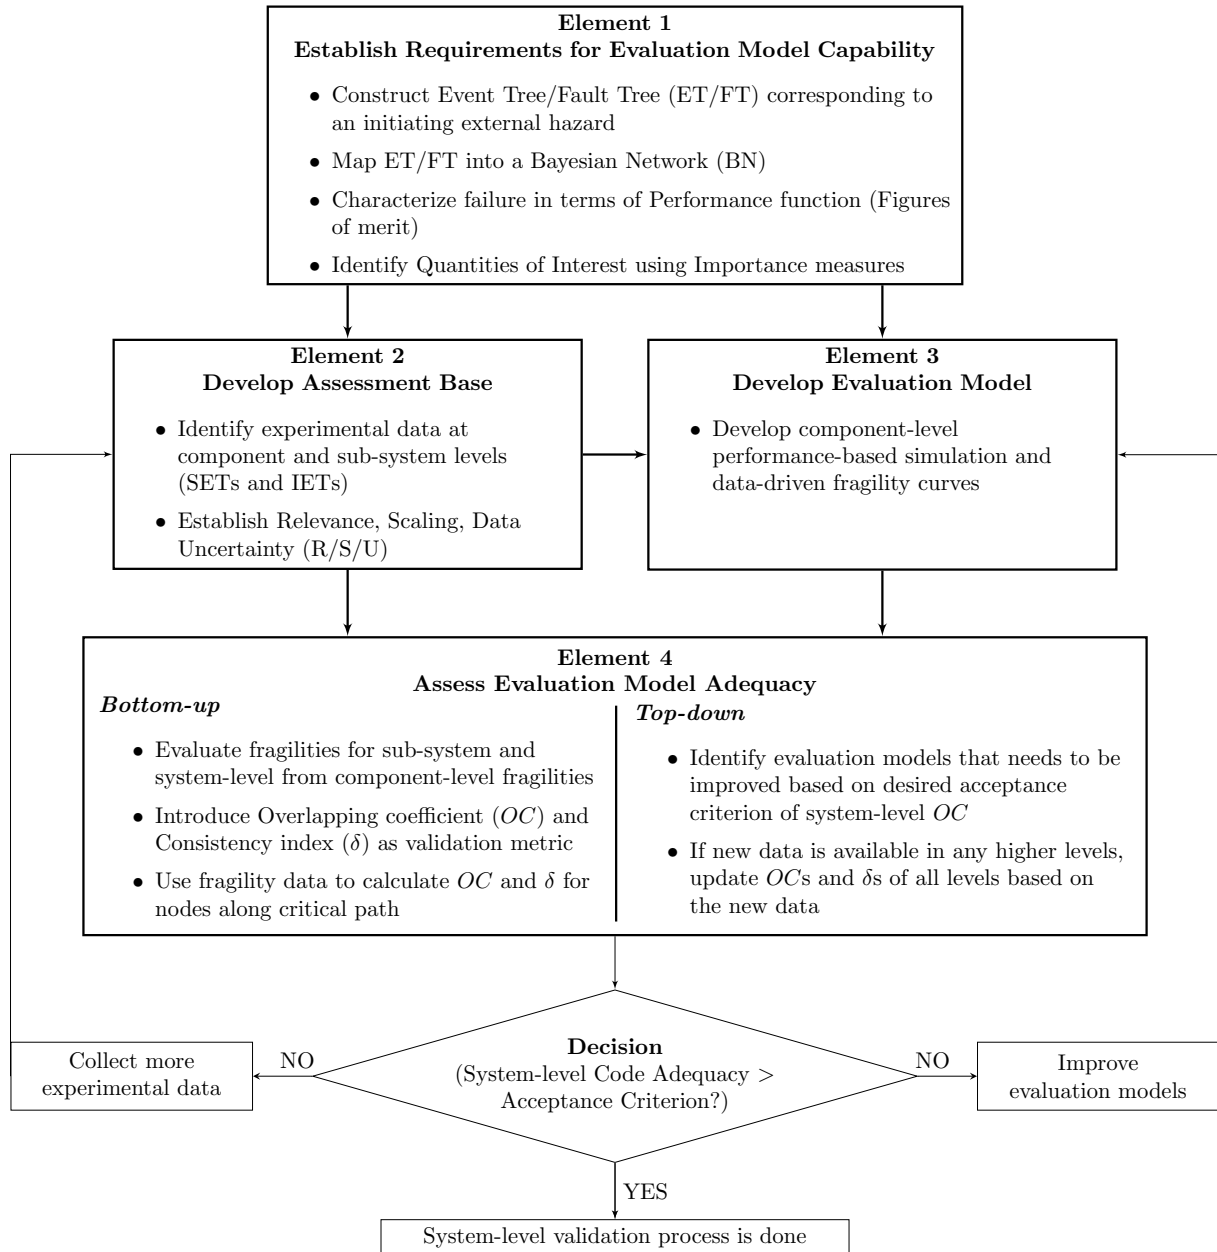 Element 1
Establish Requirements for Evaluation Model Capability
• Construct Event Tree/Fault Tree (ET/FT) corresponding to
an initiating external hazard
• Map ET/FT into a Bayesian Network (BN)
• Characterize failure in terms of Performance function (Figures
of merit)
• Identify Quantities of Interest using Importance measures
Element 2
Develop Assessment Base
• Identify experimental data at
component and sub-system levels
(SETs and IETs)
• Establish Relevance, Scaling, Data
Uncertainty (R/S/U)
Element 3
Develop Evaluation Model
• Develop component-level
performance-based simulation and
data-driven fragility curves
Element 4
Assess Evaluation Model Adequacy
Bottom-up
• Evaluate fragilities for sub-system and
system-level from component-level fragilities
• Introduce Overlapping coefficient (OC) and
Consistency index (δ) as validation metric
• Use fragility data to calculate OC and δ for
nodes along critical path
Top-down
• Identify evaluation models that needs to be
improved based on desired acceptance
criterion of system-level OC
• If new data is available in any higher levels,
update OCs and δs of all levels based on
the new data
Decision
(System-level Code Adequacy >
Acceptance Criterion?)
NO
Collect more
experimental data
NO
Improve
evaluation models
YES
System-level validation process is done